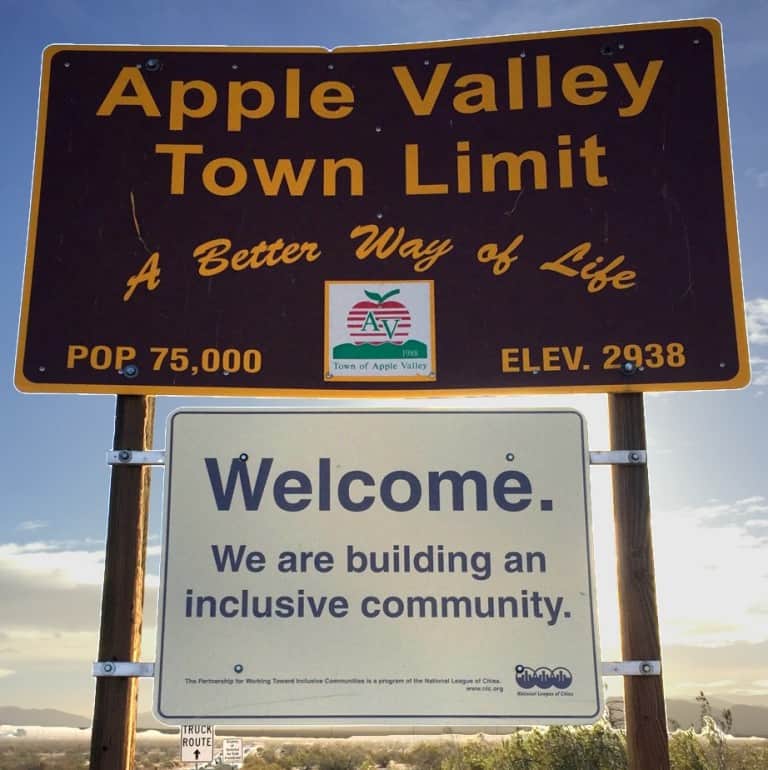 Apple Valley
Town Limit
A Better Way of Life
AV
1988
Town of Apple Valley
POP 75,000
ELEV. 2938
Welcome.
We are building an
inclusive community.
The Partnership for Working Toward Inclusive Communities is a program of the National League of Cities.
www.nlc.org
National League of Cities
TRUCK
ROUTE